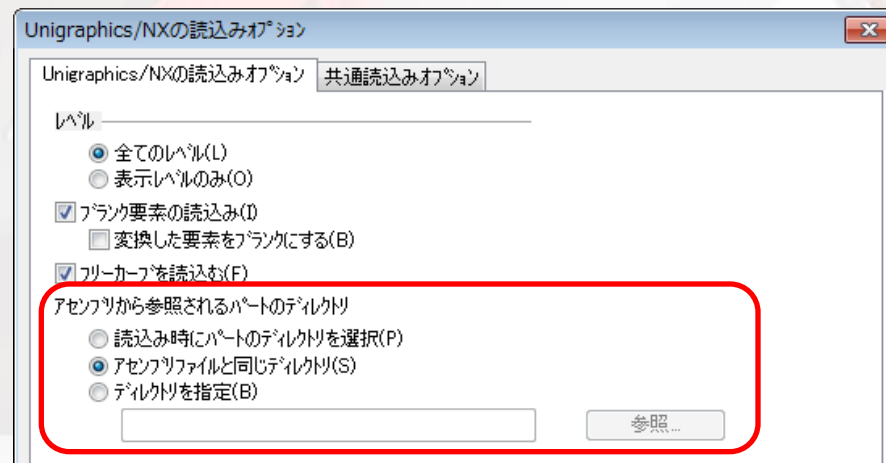 Unigraphics/NXの読込みｵﾌﾟｼｮﾝ
Unigraphics/NXの読込みｵﾌﾟｼｮﾝ 共通読込みｵﾌﾟｼｮﾝ
ﾚﾍﾞﾙ
全てのﾚﾍﾞﾙ(L)
表示ﾚﾍﾞﾙのみ(O)
ﾌﾞﾗﾝｸ要素の読込み(I)
変換した要素をﾌﾞﾗﾝｸにする(B)
ﾌﾘｰｶｰﾌﾞを読込む(F)
ｱｾﾝﾌﾞﾘから参照されるﾊﾟｰﾄのﾃﾞｨﾚｸﾄﾘ
読込み時にﾊﾟｰﾄのﾃﾞｨﾚｸﾄﾘを選択(P)
ｱｾﾝﾌﾞﾘﾌｧｲﾙと同じﾃﾞｨﾚｸﾄﾘ(S)
ﾃﾞｨﾚｸﾄﾘを指定(B)
参照...